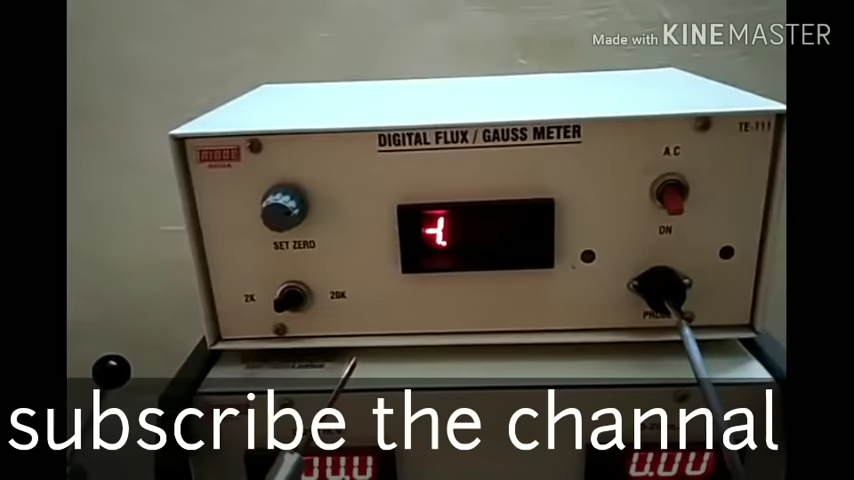 Made with KINEMASTER
DIGITAL FLUX / GAUSS METER
TE-111
A.C
SET ZERO
ON
2K
20K
PROBE
subscribe the channal
0.00